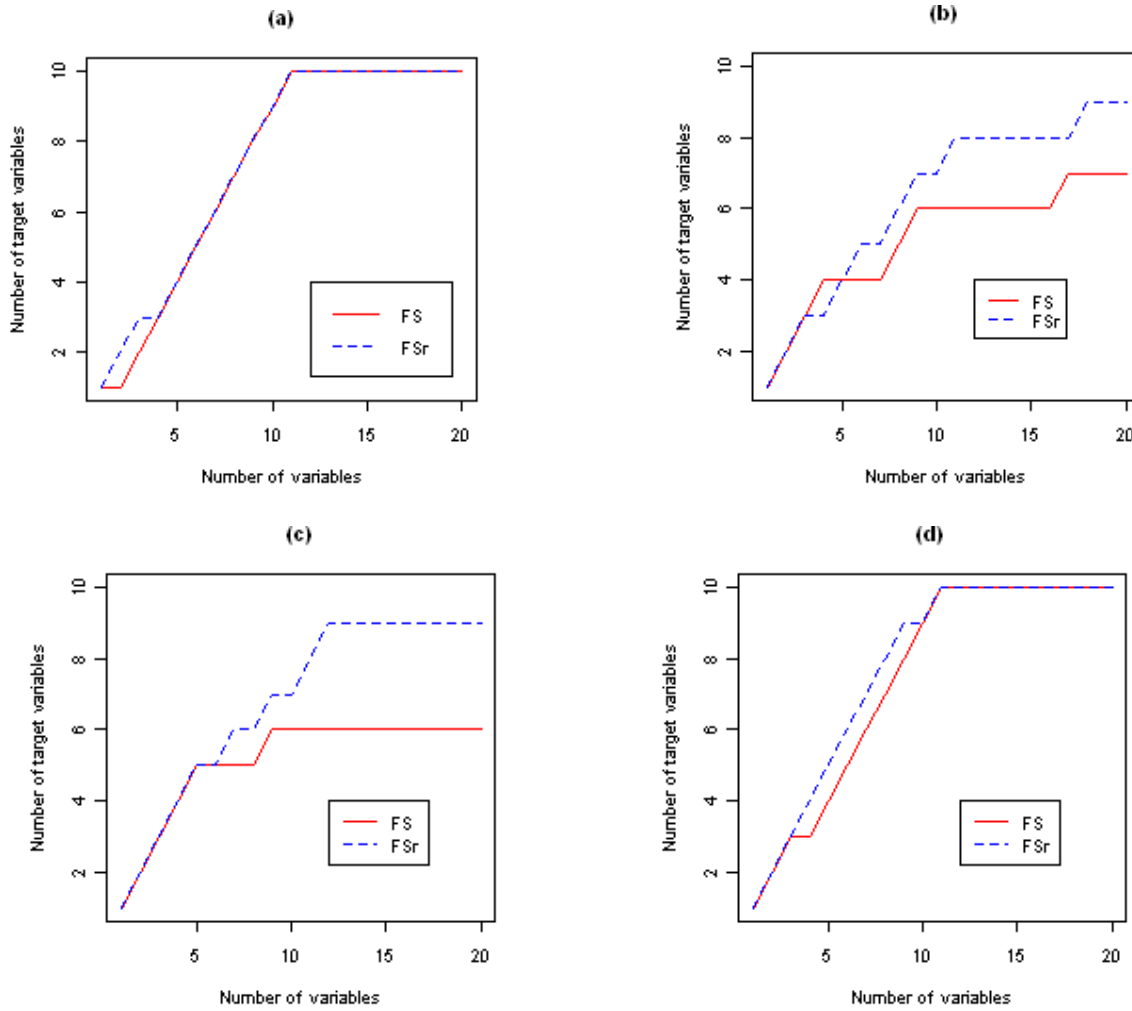 (a)
Number of target variables
10
8
6
4
2
FS
FSr
5
10
15
20
Number of variables
(b)
Number of target variables
10
8
6
4
2
FS
FSr
5
10
15
20
Number of variables
(c)
Number of target variables
10
8
6
4
2
FS
FSr
5
10
15
20
Number of variables
(d)
Number of target variables
10
8
6
4
2
FS
FSr
5
10
15
20
Number of variables